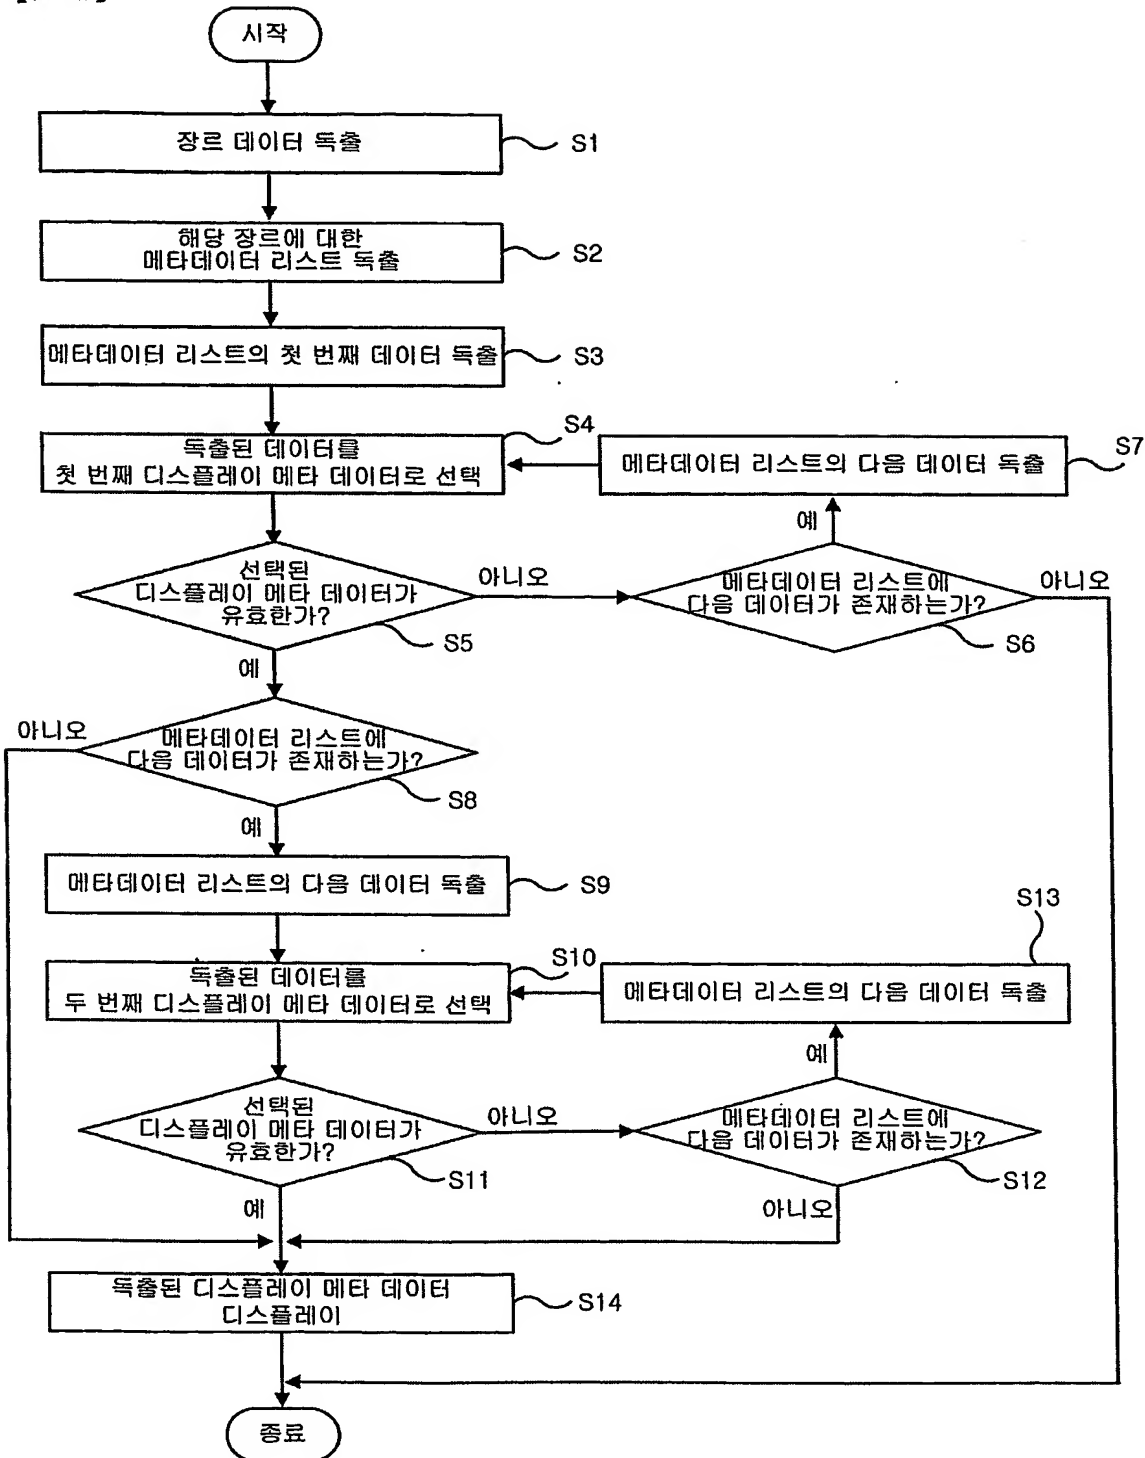 시작
장르 데이터 독출
S1
해당 장르에 대한
메타데이터 리스트 독출
S2
메타데이터 리스트의 첫 번째 데이터 독출
S3
독출된 데이터를
첫 번째 디스플레이 메타 데이터로 선택
S4
메타데이터 리스트의 다음 데이터 독출
S7
예
선택된
디스플레이 메타 데이터가
유효한가?
S5
아니오
메타데이터 리스트에
다음 데이터가 존재하는가?
S6
아니오
예
메타데이터 리스트에
다음 데이터가 존재하는가?
S8
아니오
예
메타데이터 리스트의 다음 데이터 독출
S9
독출된 데이터를
두 번째 디스플레이 메타 데이터로 선택
S10
S13
메타데이터 리스트의 다음 데이터 독출
예
선택된
디스플레이 메타 데이터가
유효한가?
S11
아니오
메타데이터 리스트에
다음 데이터가 존재하는가?
S12
예
아니오
독출된 디스플레이 메타 데이터
디스플레이
S14
종료